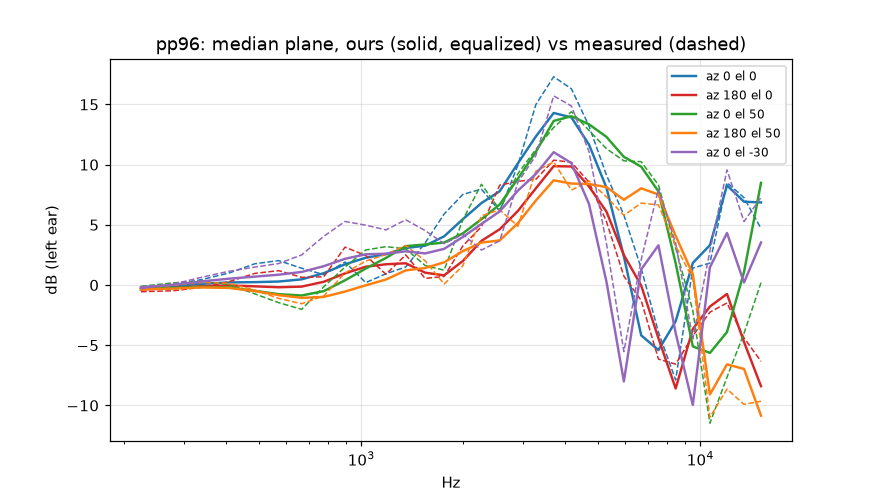 pp96: median plane, ours (solid, equalized) vs measured (dashed)
dB (left ear)
15
10
5
0
−5
−10
az 0 el 0
az 180 el 0
az 0 el 50
az 180 el 50
az 0 el -30
10³
10⁴
Hz